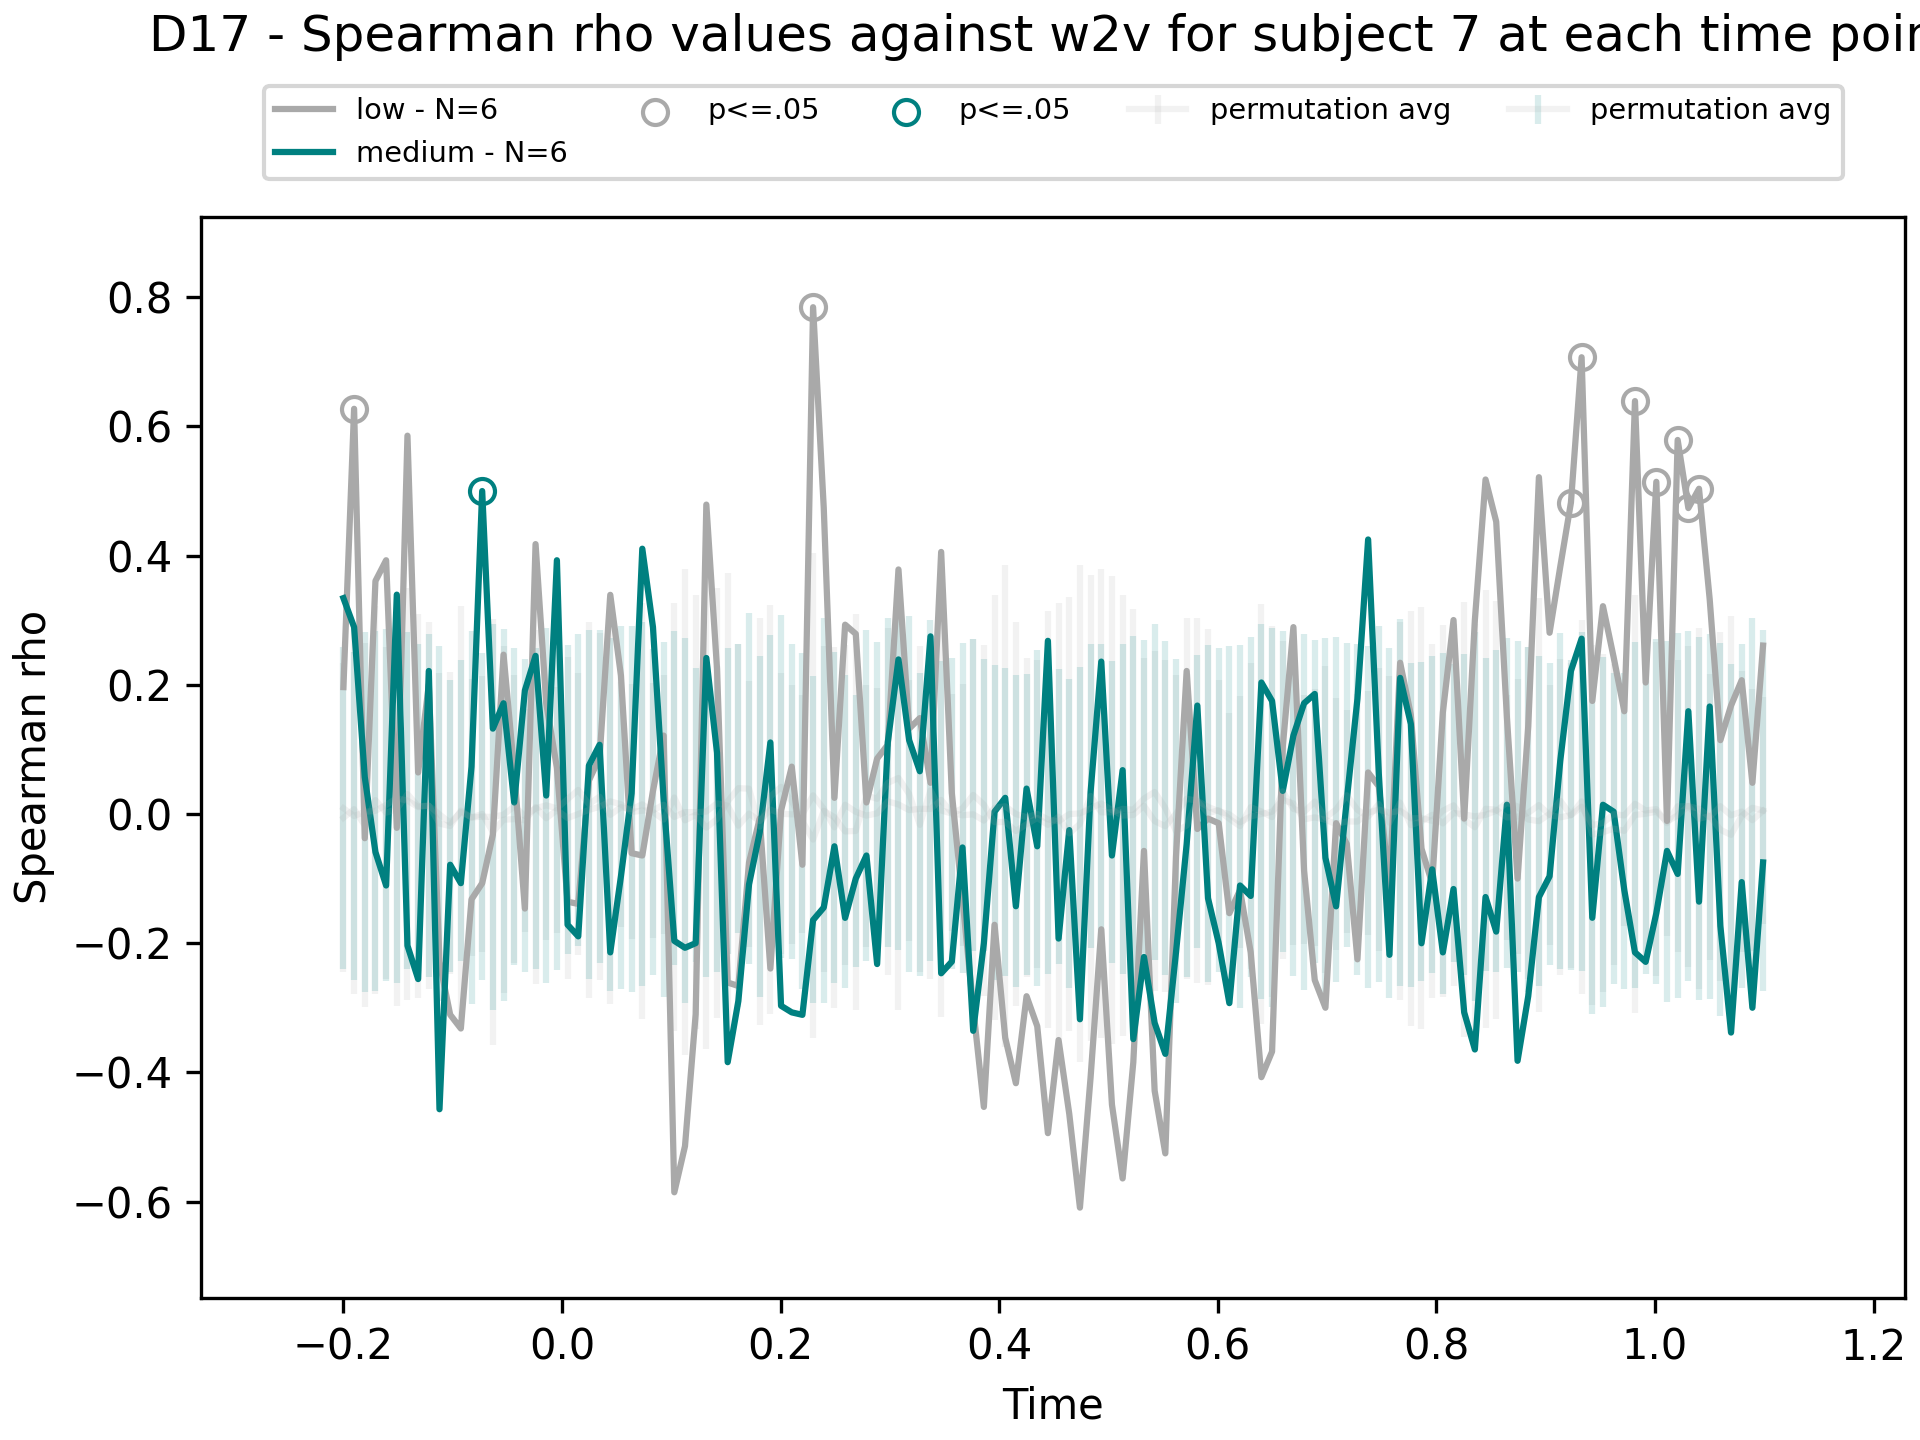 D17 - Spearman rho values against w2v for subject 7 at each time poin
low - N=6
medium - N=6
p<=.05
p<=.05
permutation avg
permutation avg
Spearman rho
0.8
0.6
0.4
0.2
0.0
−0.2
−0.4
−0.6
−0.2 0.0 0.2 0.4 0.6 0.8 1.0 1.2
Time